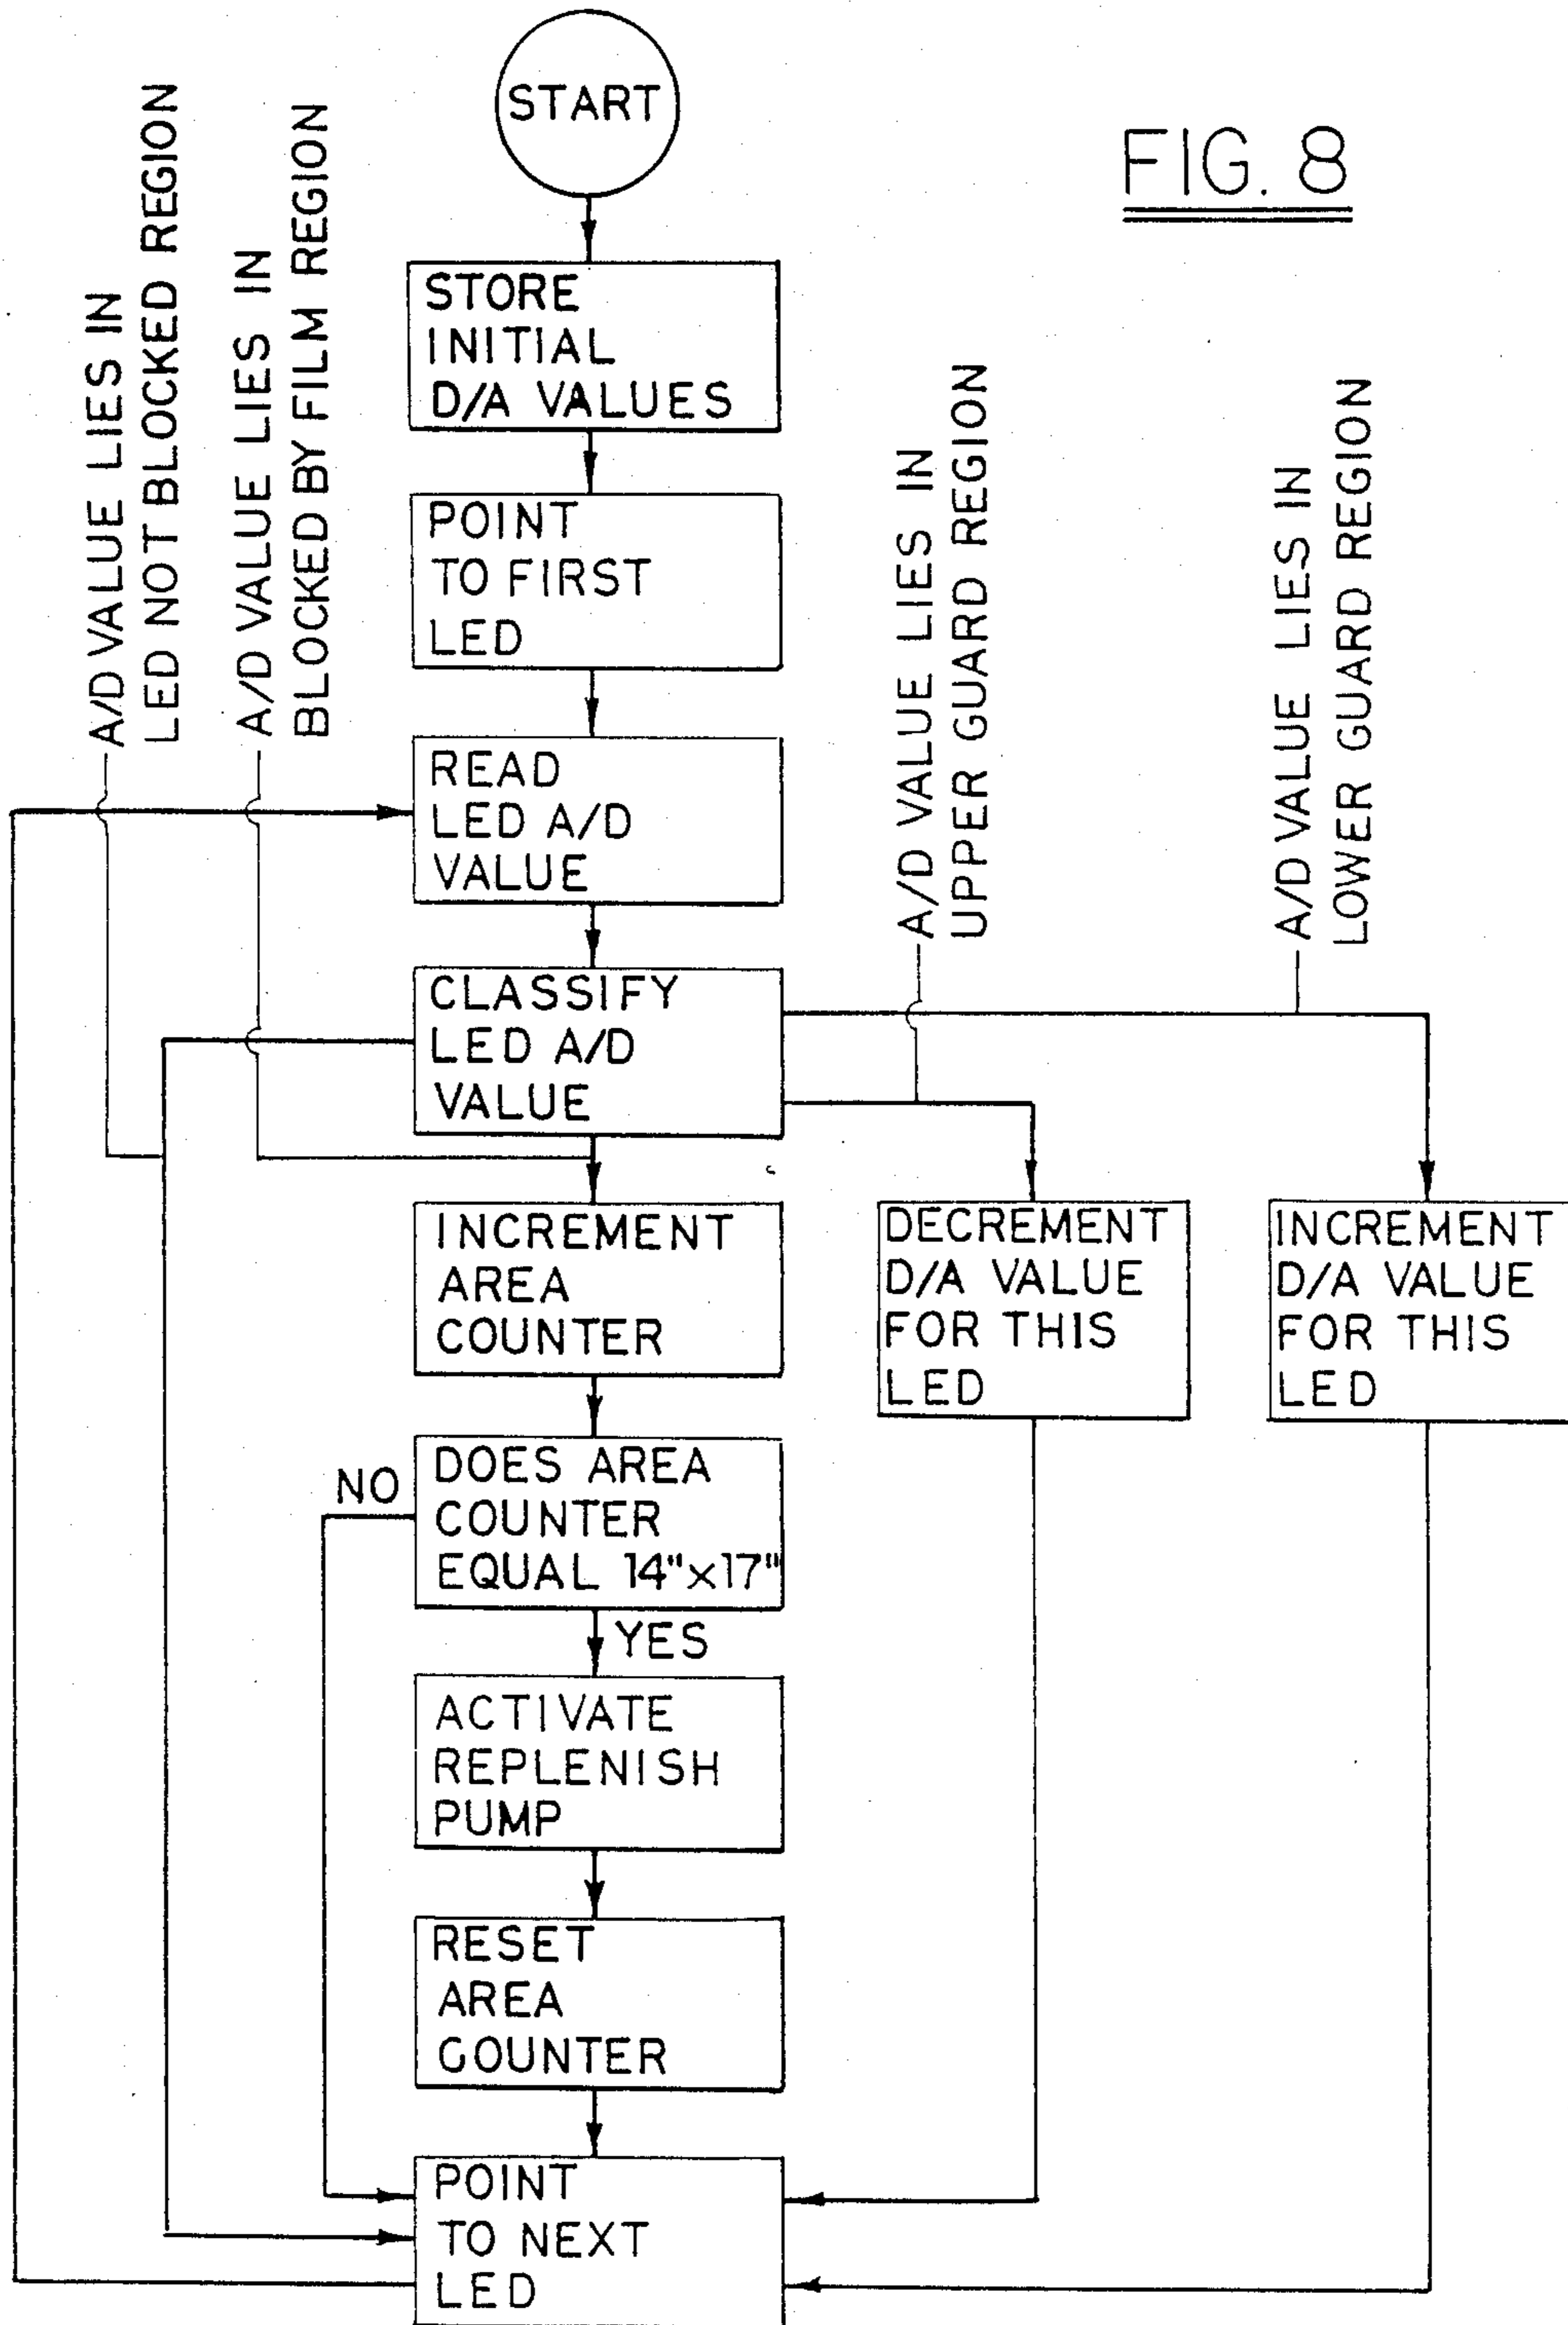 START
FIG. 8
STORE
INITIAL
D/A VALUES
POINT
TO FIRST
LED
A/D VALUE LIES IN
LED NOT BLOCKED REGION
A/D VALUE LIES IN
BLOCKED BY FILM REGION
READ
LED A/D
VALUE
A/D VALUE LIES IN
UPPER GUARD REGION
A/D VALUE LIES IN
LOWER GUARD REGION
CLASSIFY
LED A/D
VALUE
INCREMENT
AREA
COUNTER
DECREMENT
D/A VALUE
FOR THIS
LED
INCREMENT
D/A VALUE
FOR THIS
LED
NO
DOES AREA
COUNTER
EQUAL 14"x17"
YES
ACTIVATE
REPLENISH
PUMP
RESET
AREA
COUNTER
POINT
TO NEXT
LED